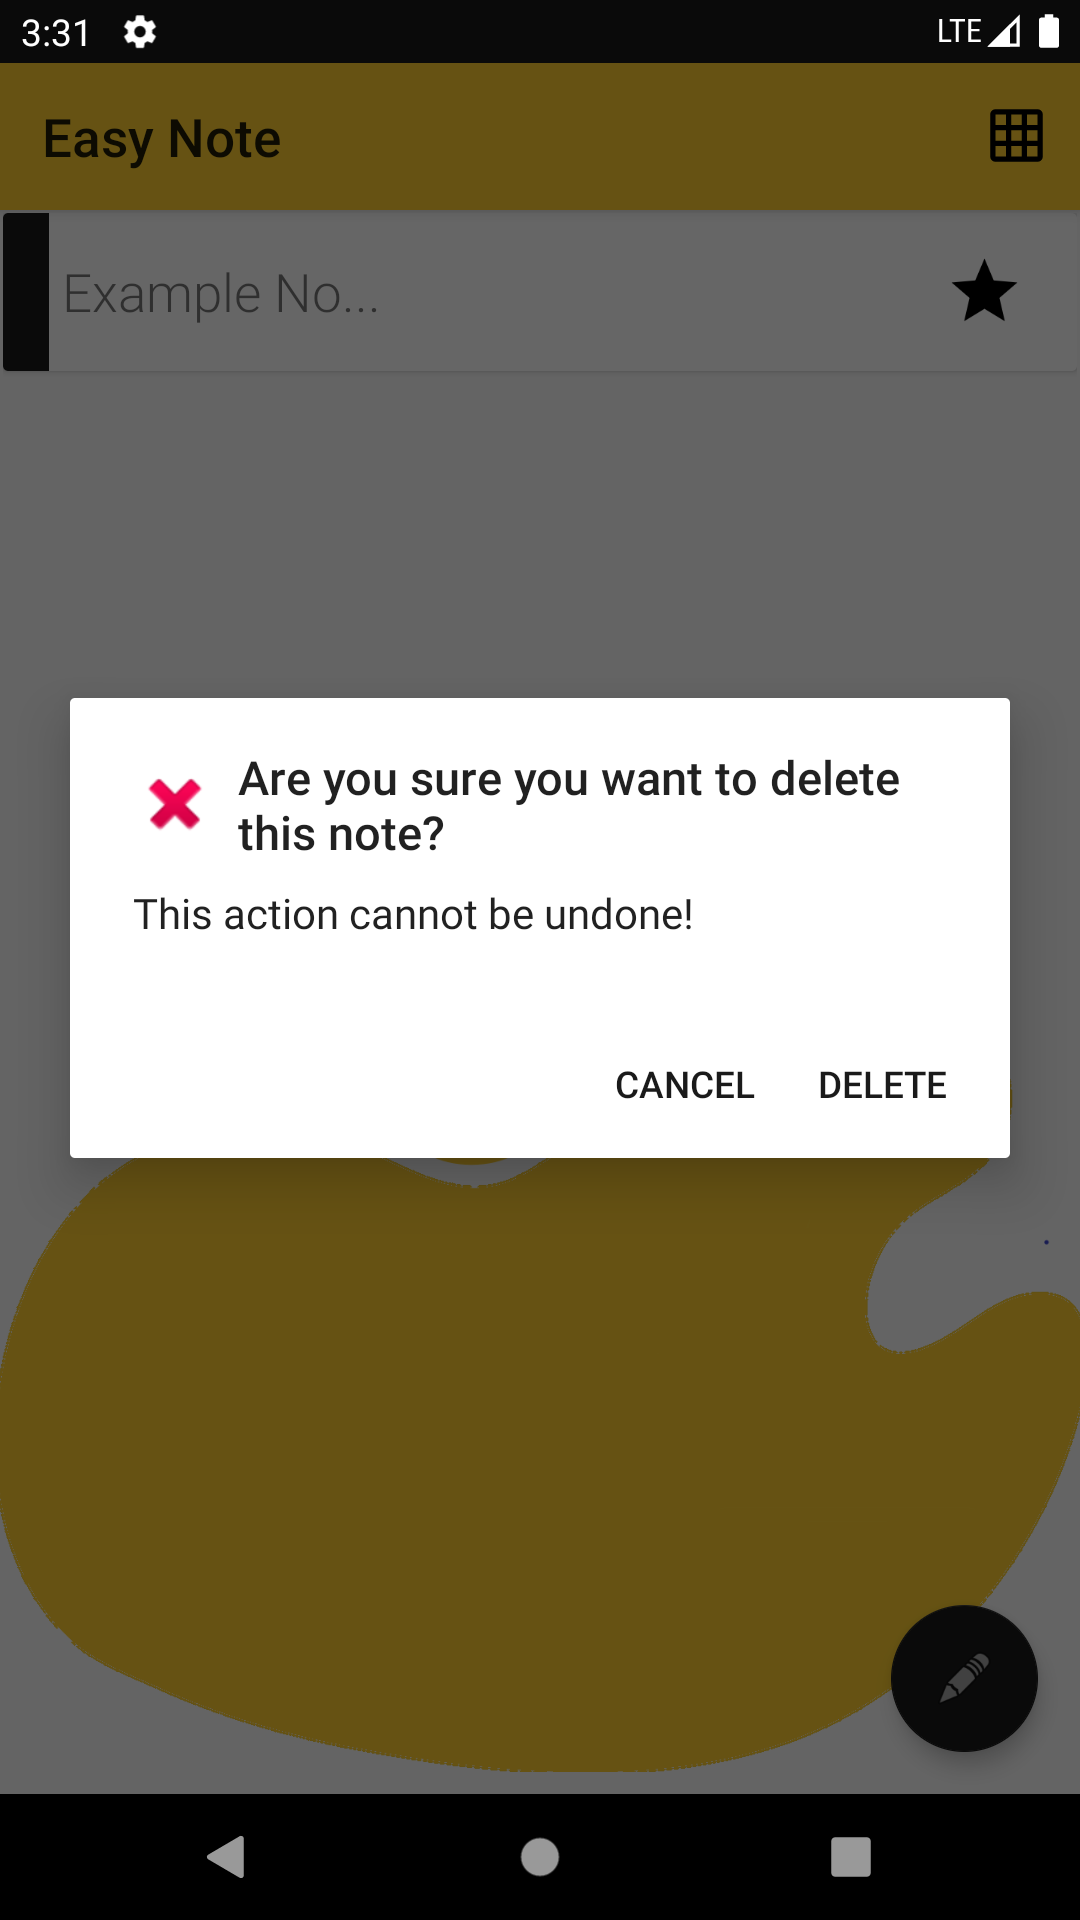 3:31
LTE
Easy Note
Example No...
Are you sure you want to delete
this note?
This action cannot be undone!
CANCEL
DELETE